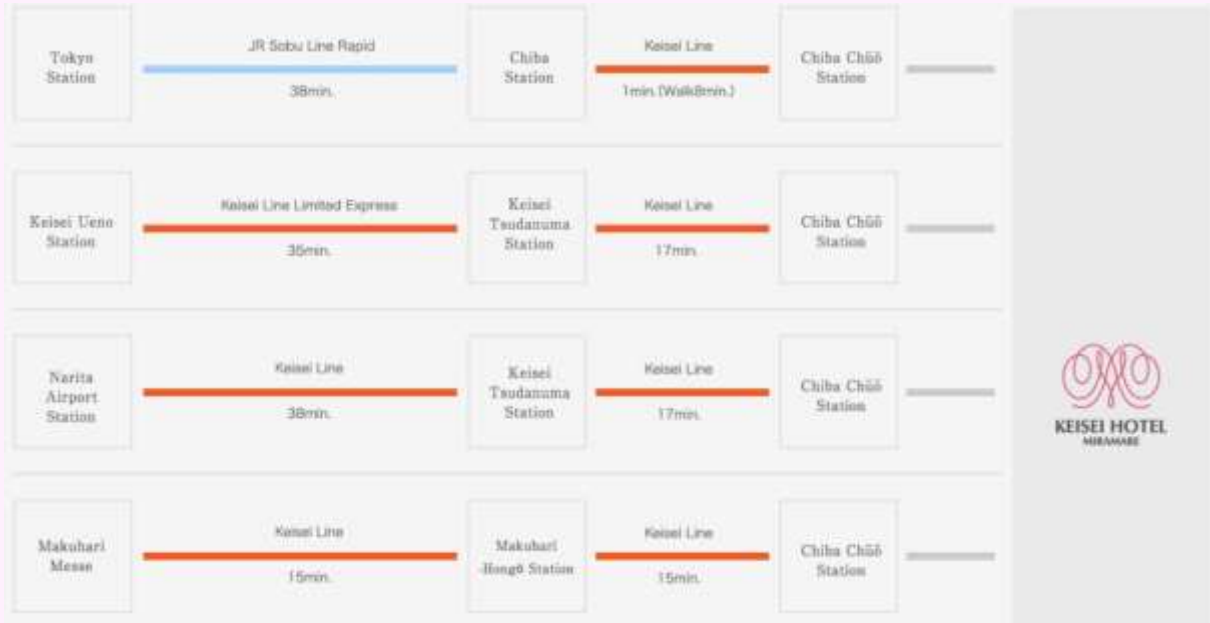 Tokyo
Station
JR Sobu Line Rapid
38min.
Chiba
Station
Keisei Line
1min.(Walk8min.)
Chiba Chūō
Station
Keisei Ueno
Station
Keisei Line Limited Express
35min.
Keisei
Tsudanuma
Station
Keisei Line
17min.
Chiba Chūō
Station
Narita
Airport
Station
Keisei Line
38min.
Keisei
Tsudanuma
Station
Keisei Line
17min.
Chiba Chūō
Station
KEISEI HOTEL
MIRAMARE
Makuhari
Messe
Keisei Line
15min.
Makuhari
-Hongō Station
Keisei Line
15min.
Chiba Chūō
Station